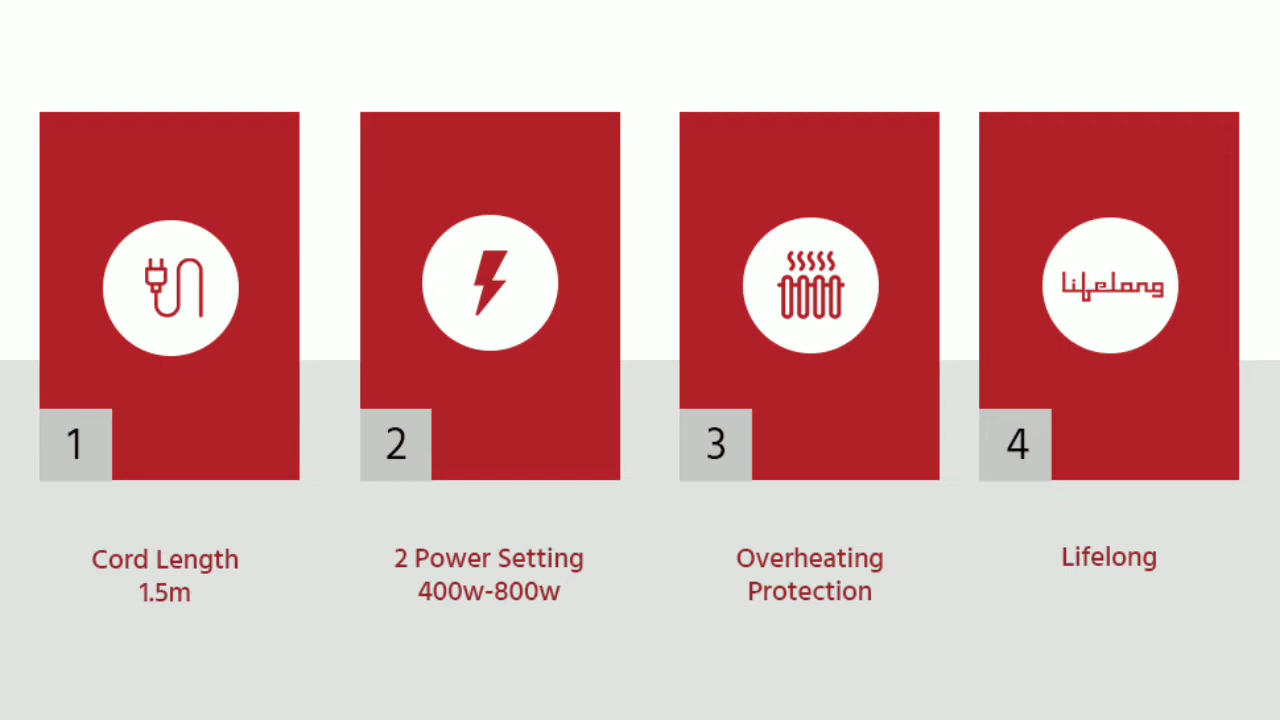 lifelong
1
2
3
4
Cord Length
1.5m
2 Power Setting
400w-800w
Overheating
Protection
Lifelong